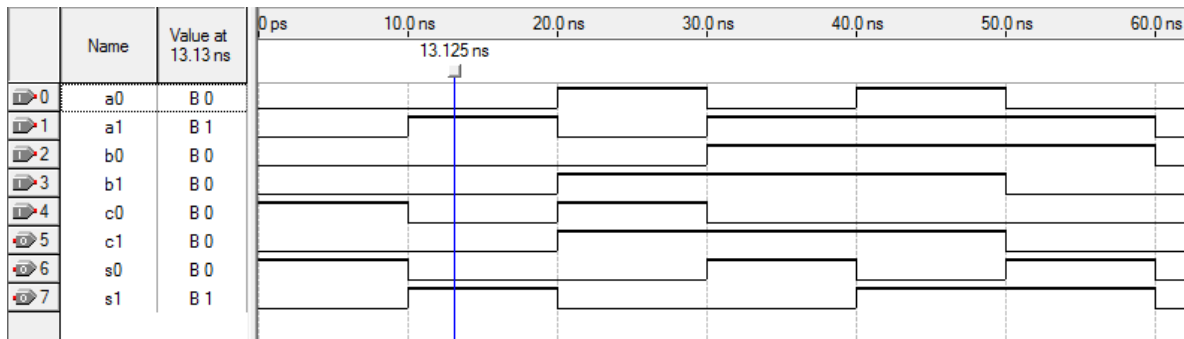 Name
Value at
13.13 ns
0 ps
10.0 ns
20.0 ns
30.0 ns
40.0 ns
50.0 ns
60.0 ns
13.125 ns
0 a0 B 0
1 a1 B 1
2 b0 B 0
3 b1 B 0
4 c0 B 0
5 c1 B 0
6 s0 B 0
7 s1 B 1